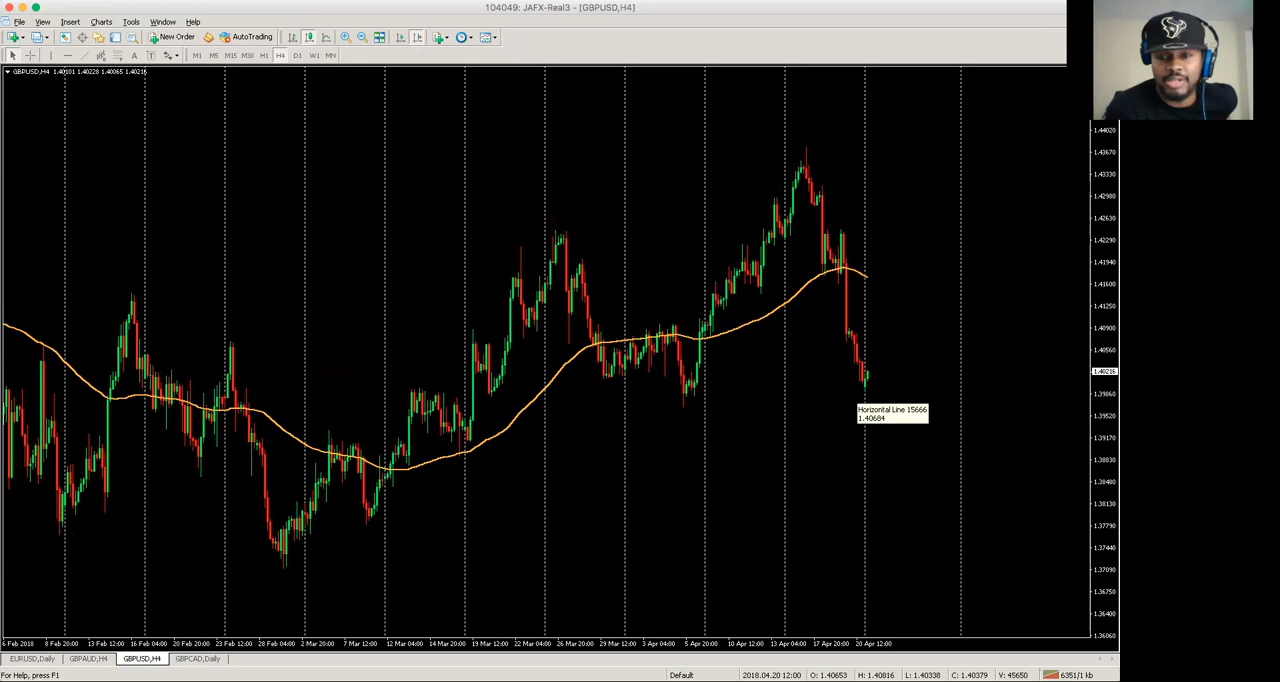 104049: JAFX-Real3 - [GBPUSD,H4]
File View Insert Charts Tools Window Help
New Order AutoTrading
A T M1 M5 M15 M30 H1 H4 D1 W1 MN
GBPUSD,H4 1.40101 1.40228 1.40065 1.40216
1.44020
1.43670
1.43330
1.42980
1.42630
1.42290
1.41940
1.41600
1.41250
1.40900
1.40560
1.40216
1.39860
1.39520
1.39170
1.38830
1.38480
1.38130
1.37790
1.37440
1.37090
1.36750
1.36400
1.36060
Horizontal Line 15666
1.40684
6 Feb 2018 8 Feb 20:00 13 Feb 12:00 16 Feb 04:00 20 Feb 20:00 23 Feb 12:00 28 Feb 04:00 2 Mar 20:00 7 Mar 12:00 12 Mar 04:00 14 Mar 20:00 19 Mar 12:00 22 Mar 04:00 26 Mar 20:00 29 Mar 12:00 3 Apr 04:00 5 Apr 20:00 10 Apr 12:00 13 Apr 04:00 17 Apr 20:00 20 Apr 12:00
EURUSD,Daily GBPAUD,H4 GBPUSD,H4 GBPCAD,Daily
For Help, press F1 Default 2018.04.20 12:00 O: 1.40653 H: 1.40816 L: 1.40338 C: 1.40379 V: 45650 6351/1 kb